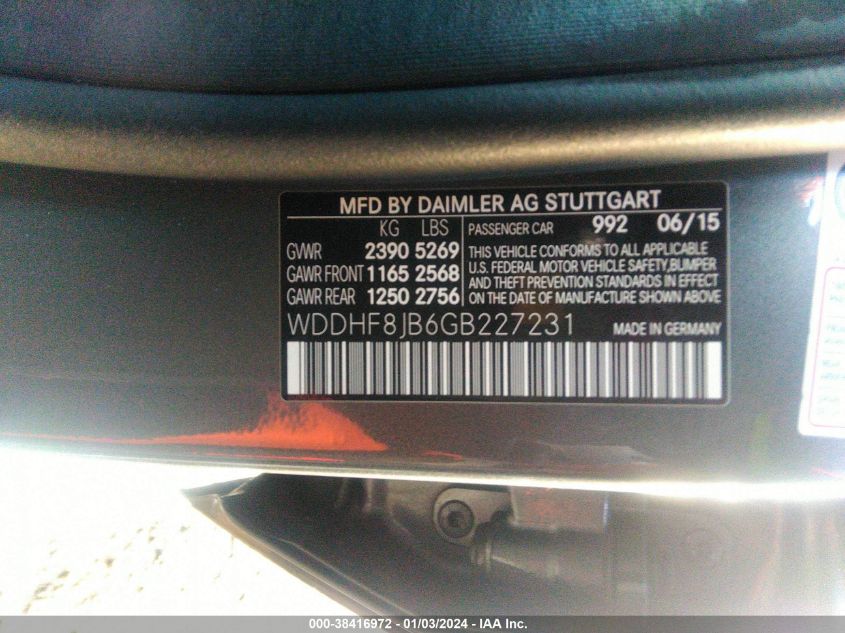 MFD BY DAIMLER AG STUTTGART
KG LBS
GVWR 2390 5269
GAWR FRONT 1165 2568
GAWR REAR 1250 2756
PASSENGER CAR 992 06/15
THIS VEHICLE CONFORMS TO ALL APPLICABLE
U.S. FEDERAL MOTOR VEHICLE SAFETY,BUMPER
AND THEFT PREVENTION STANDARDS IN EFFECT
ON THE DATE OF MANUFACTURE SHOWN ABOVE
WDDHF8JB6GB227231
MADE IN GERMANY
000-38416972 - 01/03/2024 - IAA Inc.